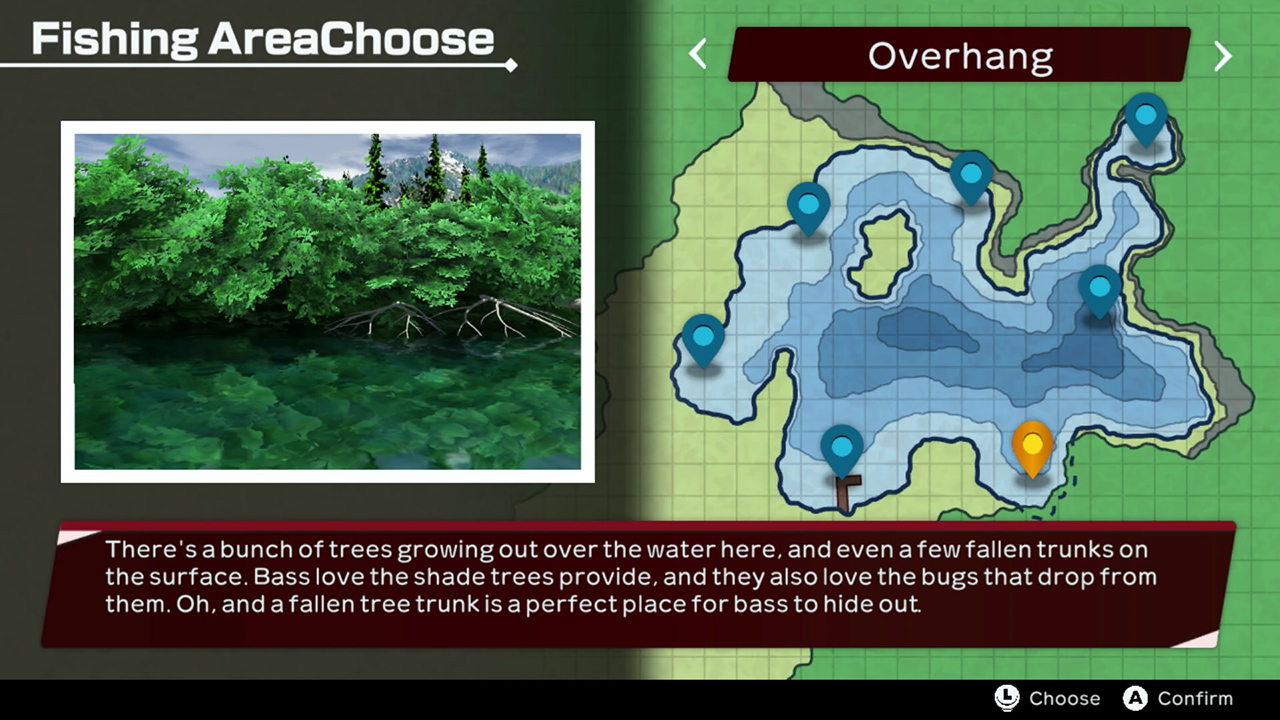 Fishing AreaChoose
Overhang
There's a bunch of trees growing out over the water here, and even a few fallen trunks on
the surface. Bass love the shade trees provide, and they also love the bugs that drop from
them. Oh, and a fallen tree trunk is a perfect place for bass to hide out.
L Choose A Confirm